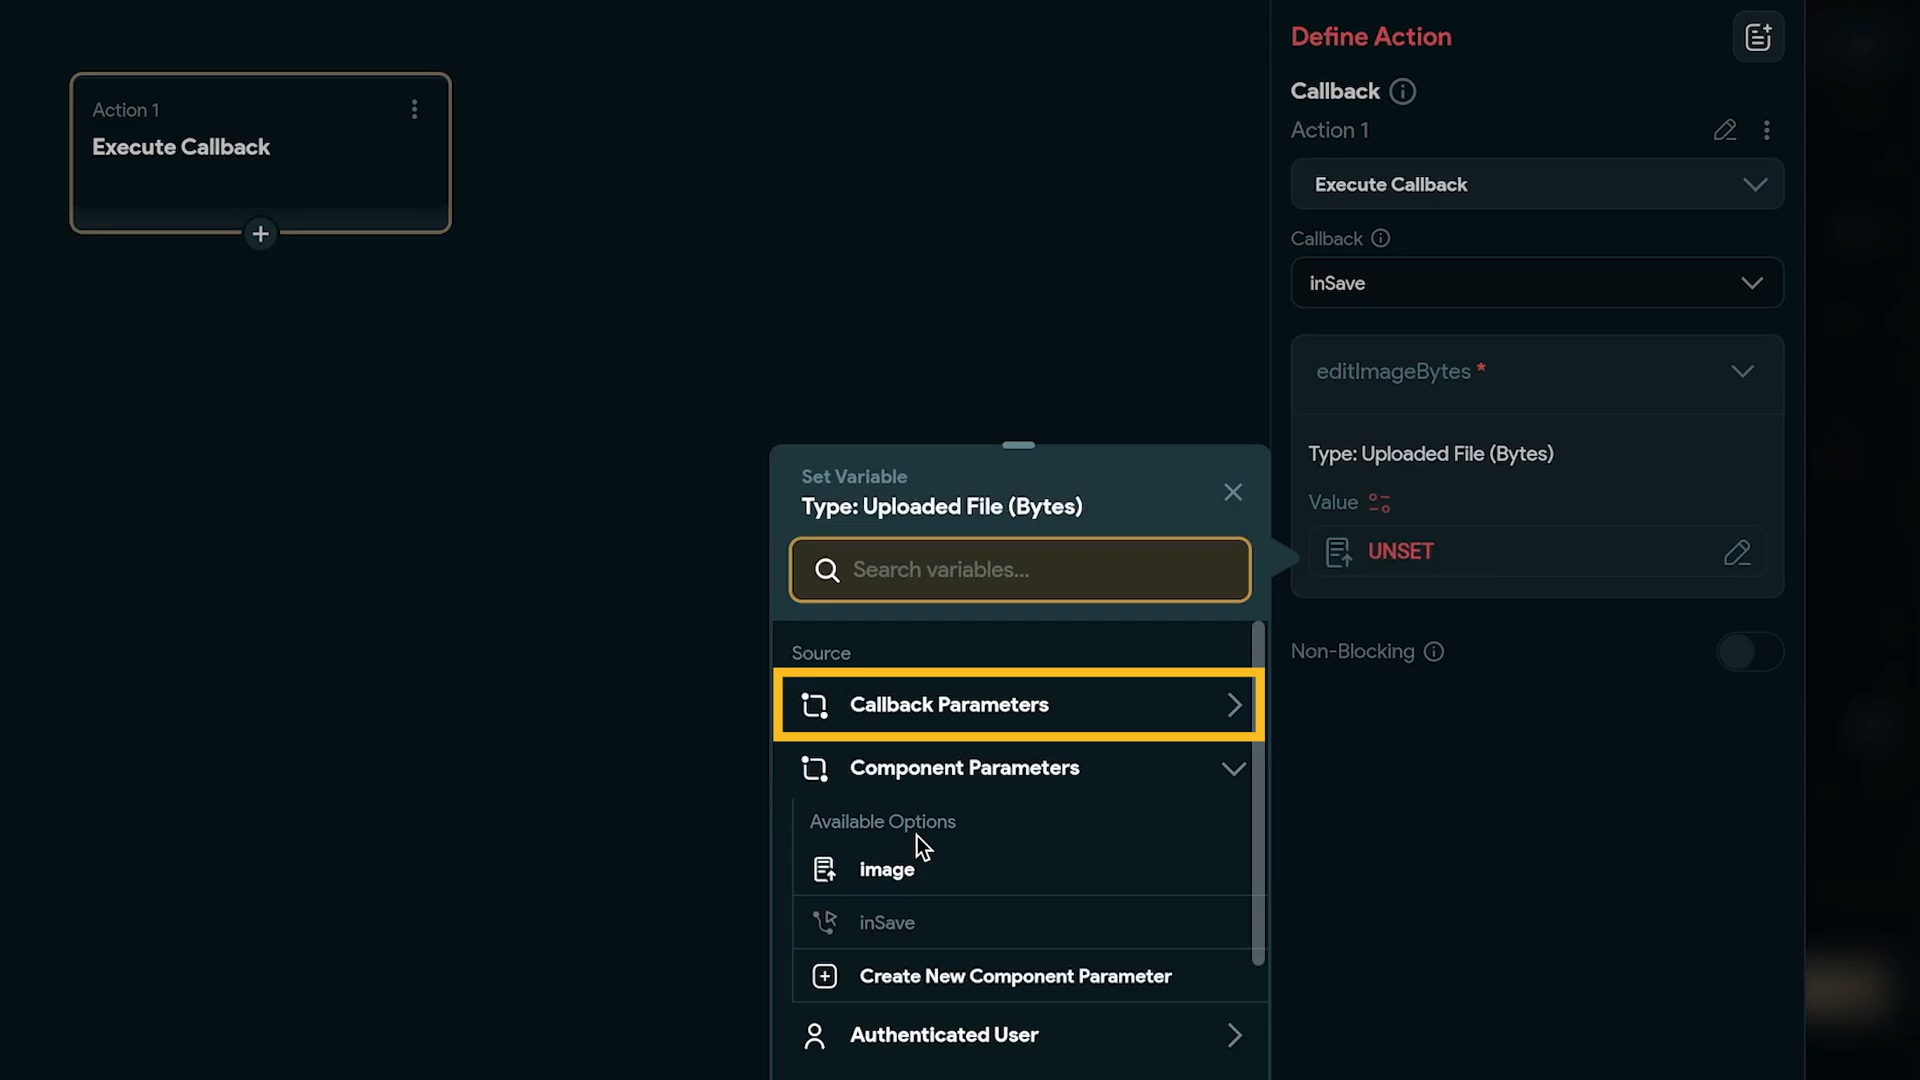 Action 1
Execute Callback
Define Action
Callback
Action 1
Execute Callback
Callback
inSave
editImageBytes *
Type: Uploaded File (Bytes)
Value
UNSET
Non-Blocking
Set Variable
Type: Uploaded File (Bytes)
Search variables...
Source
Callback Parameters
Component Parameters
Available Options
image
inSave
Create New Component Parameter
Authenticated User